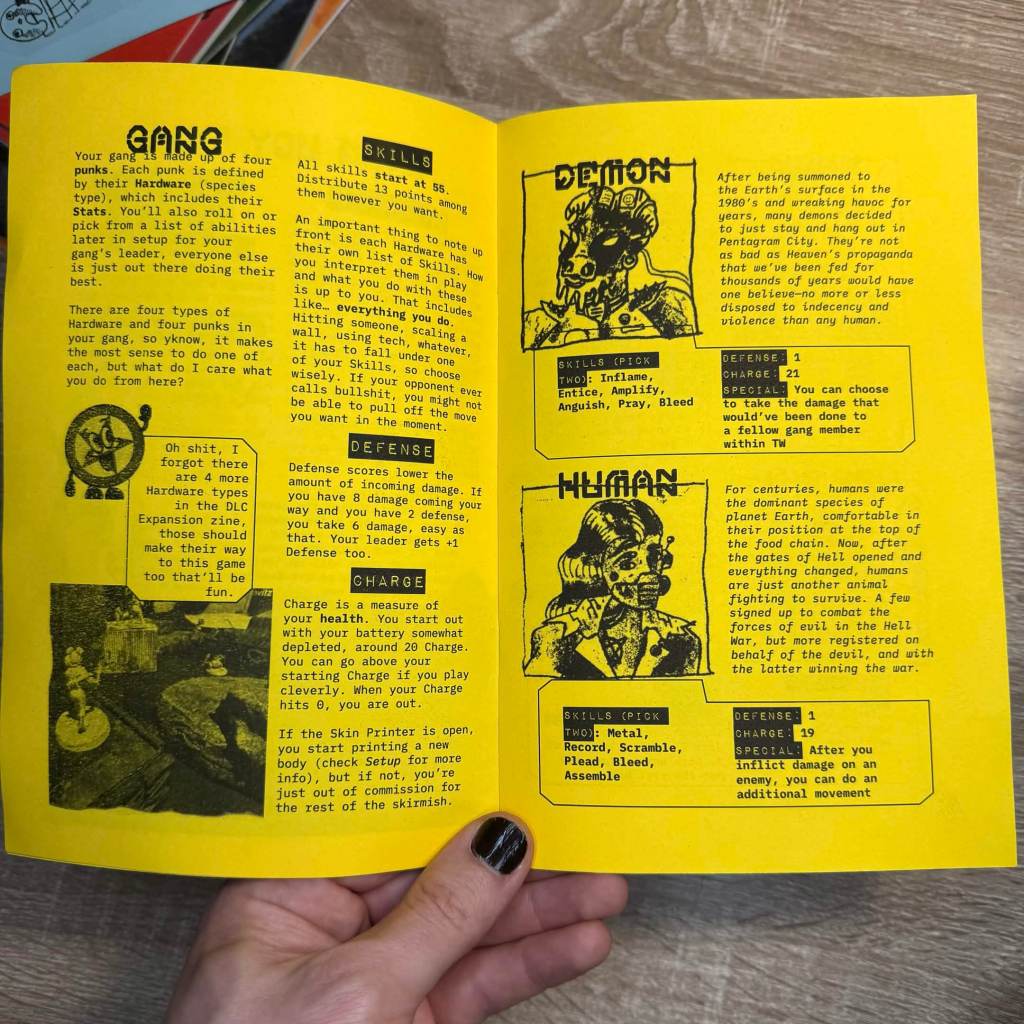 GANG
Your gang is made up of four
punks. Each punk is defined
by their Hardware (species
type), which includes their
Stats. You'll also roll on or
pick from a list of abilities
later in setup for your
gang's leader, everyone else
is just out there doing their
best.
There are four types of
Hardware and four punks in
your gang, so yknow, it makes
the most sense to do one of
each, but what do I care what
you do from here?
Oh shit, I
forgot there
are 4 more
Hardware types
in the DLC
Expansion zine,
those should
make their way
to this game
too that'll be
fun.
SKILLS
All skills start at 55.
Distribute 13 points among
them however you want.
An important thing to note up
front is each Hardware has
their own list of Skills. How
you interpret them in play
and what you do with these
is up to you. That includes
like… everything you do.
Hitting someone, scaling a
wall, using tech, whatever,
it has to fall under one
of your Skills, so choose
wisely. If your opponent ever
calls bullshit, you might not
be able to pull off the move
you want in the moment.
DEFENSE
Defense scores lower the
amount of incoming damage. If
you have 8 damage coming your
way and you have 2 defense,
you take 6 damage, easy as
that. Your leader gets +1
Defense too.
CHARGE
Charge is a measure of
your health. You start out
with your battery somewhat
depleted, around 20 Charge.
You can go above your
starting Charge if you play
cleverly. When your Charge
hits 0, you are out.
If the Skin Printer is open,
you start printing a new
body (check Setup for more
info), but if not, you're
just out of commission for
the rest of the skirmish.
DEMON
After being summoned to
the Earth's surface in the
1980's and wreaking havoc for
years, many demons decided
to just stay and hang out in
Pentagram City. They're not
as bad as Heaven's propaganda
that we've been fed for
thousands of years would have
one believe—no more or less
disposed to indecency and
violence than any human.
SKILLS (PICK
TWO): Inflame,
Entice, Amplify,
Anguish, Pray, Bleed
DEFENSE: 1
CHARGE: 21
SPECIAL: You can choose
to take the damage that
would've been done to
a fellow gang member
within TW
HUMAN
For centuries, humans were
the dominant species of
planet Earth, comfortable in
their position at the top of
the food chain. Now, after
the gates of Hell opened and
everything changed, humans
are just another animal
fighting to survive. A few
signed up to combat the
forces of evil in the Hell
War, but more registered on
behalf of the devil, and with
the latter winning the war.
SKILLS (PICK
TWO): Metal,
Record, Scramble,
Plead, Bleed,
Assemble
DEFENSE: 1
CHARGE: 19
SPECIAL: After you
inflict damage on an
enemy, you can do an
additional movement